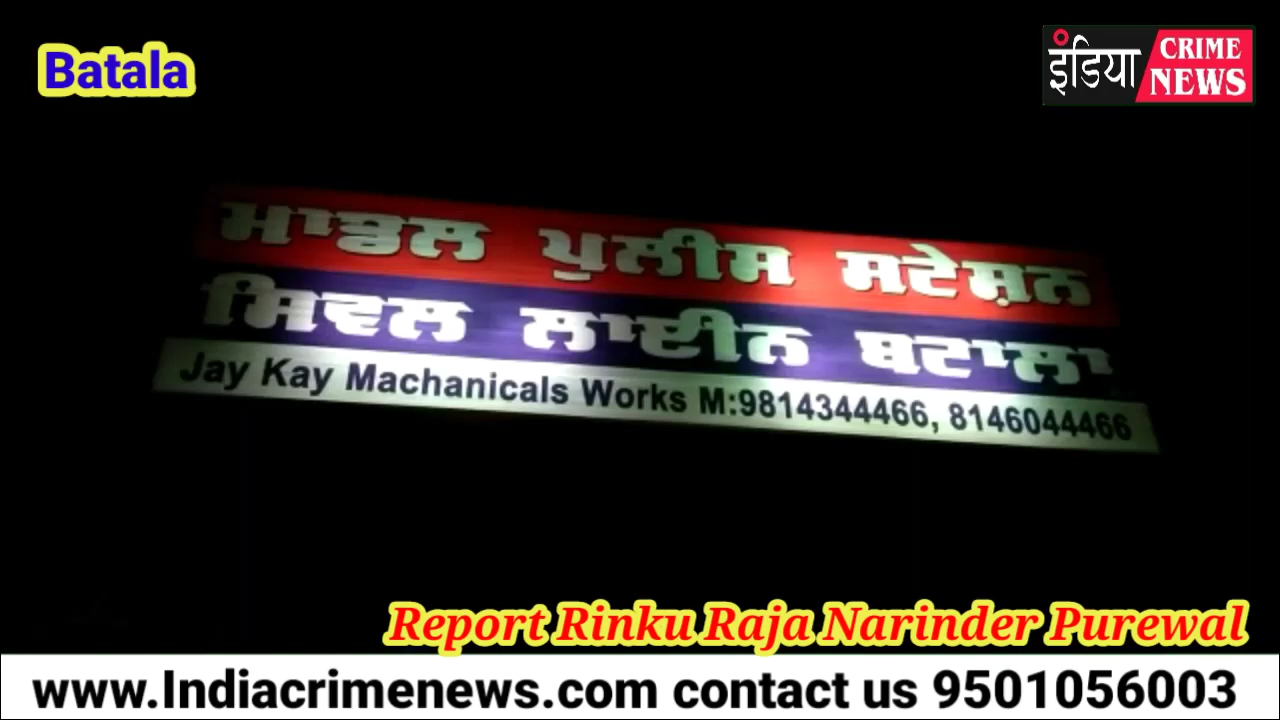 Batala
इंडिया CRIME NEWS
ਮਾਡਲ ਪੁਲੀਸ ਸਟੇਸ਼ਨ
ਸਿਵਲ ਲਾਈਨ ਬਟਾਲਾ
Jay Kay Machanicals Works M:9814344466, 8146044466
Report Rinku Raja Narinder Purewal
www.Indiacrimenews.com contact us 9501056003